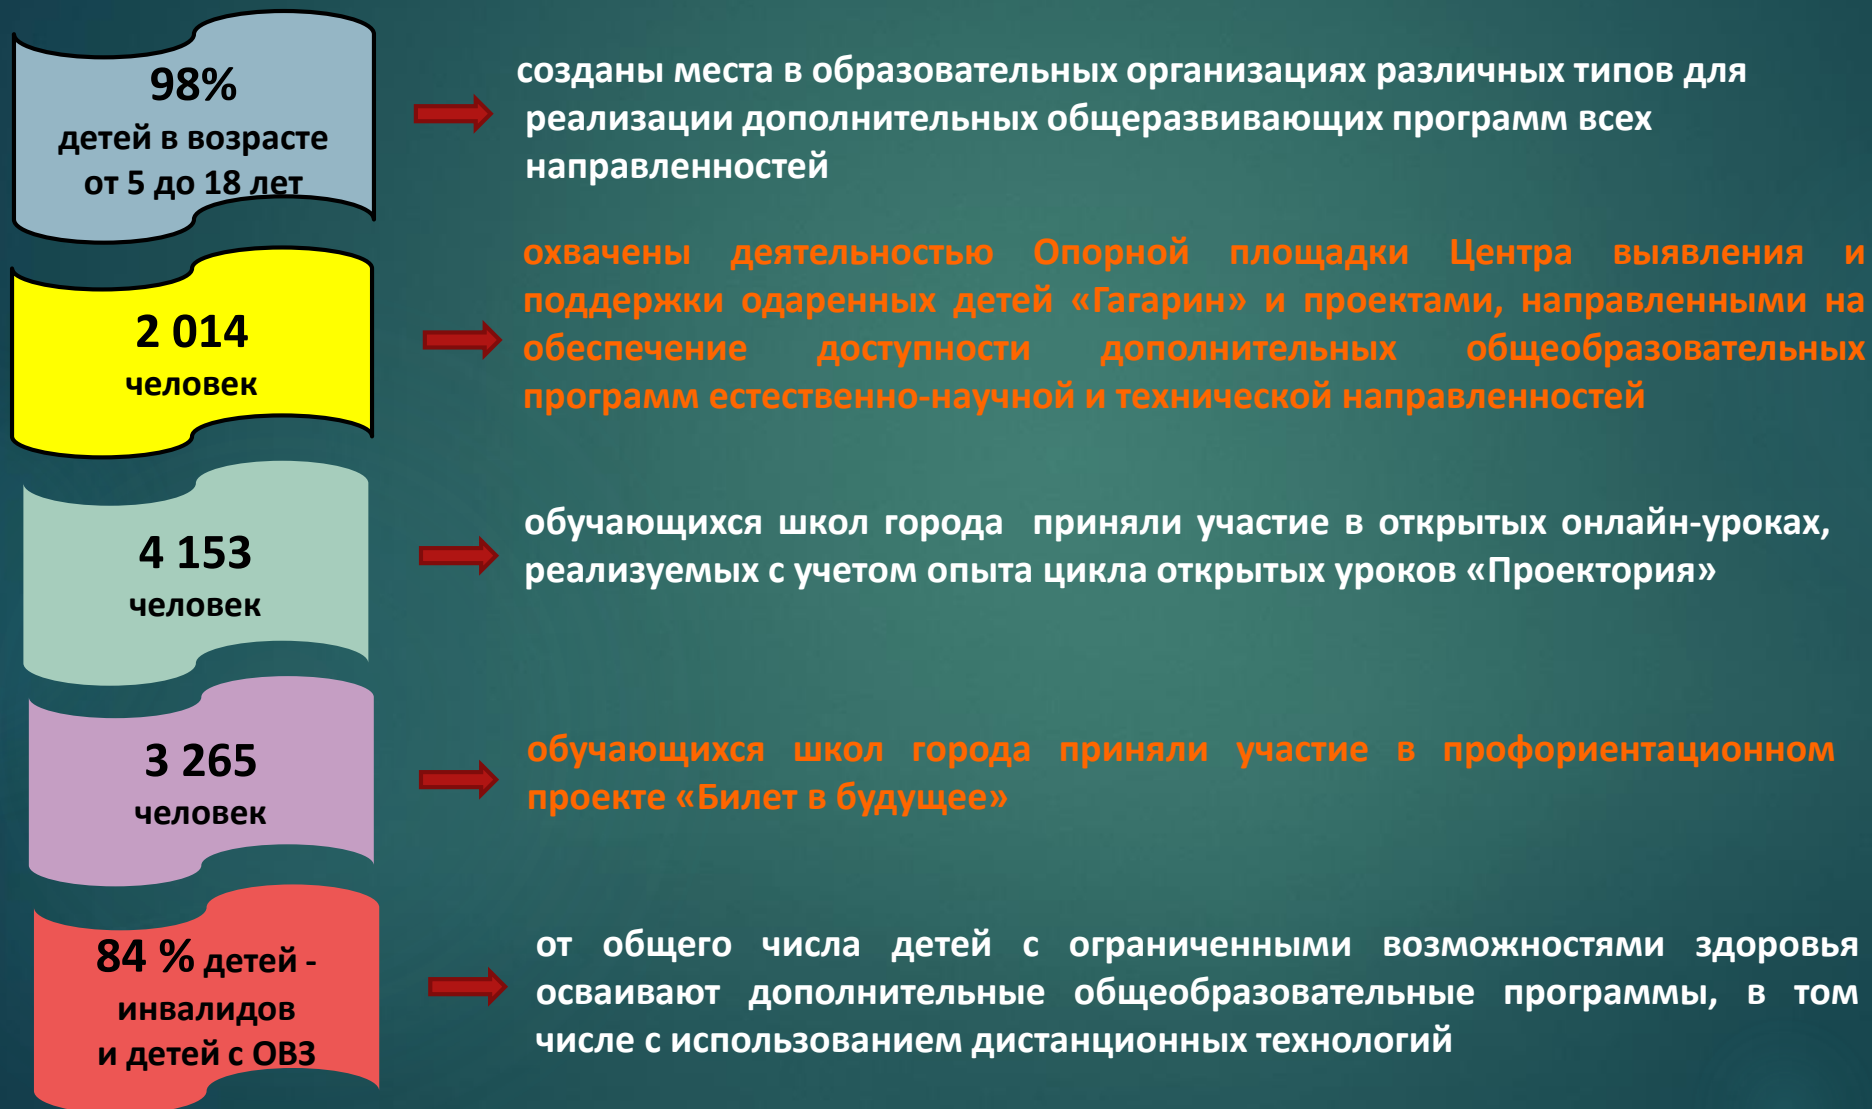 98%
детей в возрасте
от 5 до 18 лет
созданы места в образовательных организациях различных типов для
реализации дополнительных общеразвивающих программ всех
направленностей
2 014
человек
охвачены деятельностью Опорной площадки Центра выявления и
поддержки одаренных детей «Гагарин» и проектами, направленными на
обеспечение доступности дополнительных общеобразовательных
программ естественно-научной и технической направленностей
4 153
человек
обучающихся школ города приняли участие в открытых онлайн-уроках,
реализуемых с учетом опыта цикла открытых уроков «Проектория»
3 265
человек
обучающихся школ города приняли участие в профориентационном
проекте «Билет в будущее»
84 % детей -
инвалидов
и детей с ОВЗ
от общего числа детей с ограниченными возможностями здоровья
осваивают дополнительные общеобразовательные программы, в том
числе с использованием дистанционных технологий